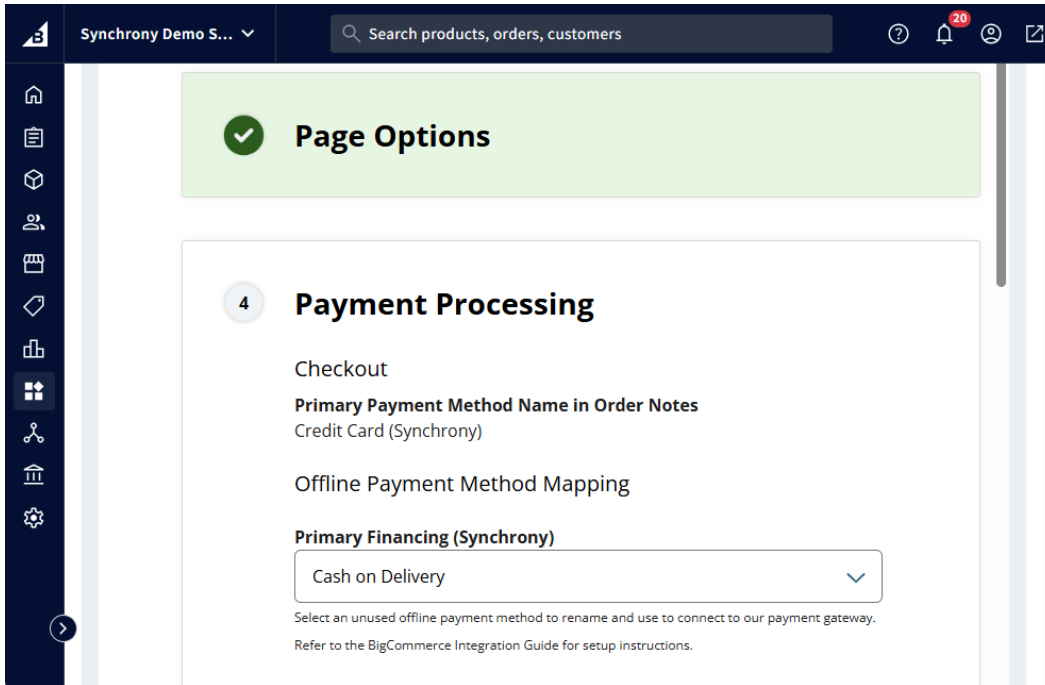 B
Synchrony Demo S...
Search products, orders, customers
20
Page Options
4
Payment Processing
Checkout
Primary Payment Method Name in Order Notes
Credit Card (Synchrony)
Offline Payment Method Mapping
Primary Financing (Synchrony)
Cash on Delivery
Select an unused offline payment method to rename and use to connect to our payment gateway.
Refer to the BigCommerce Integration Guide for setup instructions.